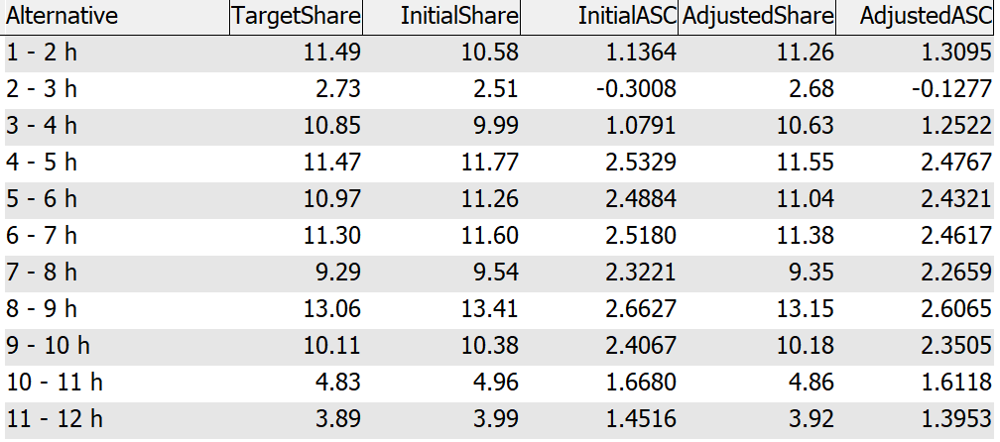 Alternative TargetShare InitialShare InitialASC AdjustedShare AdjustedASC
1 - 2 h 11.49 10.58 1.1364 11.26 1.3095
2 - 3 h 2.73 2.51 -0.3008 2.68 -0.1277
3 - 4 h 10.85 9.99 1.0791 10.63 1.2522
4 - 5 h 11.47 11.77 2.5329 11.55 2.4767
5 - 6 h 10.97 11.26 2.4884 11.04 2.4321
6 - 7 h 11.30 11.60 2.5180 11.38 2.4617
7 - 8 h 9.29 9.54 2.3221 9.35 2.2659
8 - 9 h 13.06 13.41 2.6627 13.15 2.6065
9 - 10 h 10.11 10.38 2.4067 10.18 2.3505
10 - 11 h 4.83 4.96 1.6680 4.86 1.6118
11 - 12 h 3.89 3.99 1.4516 3.92 1.3953